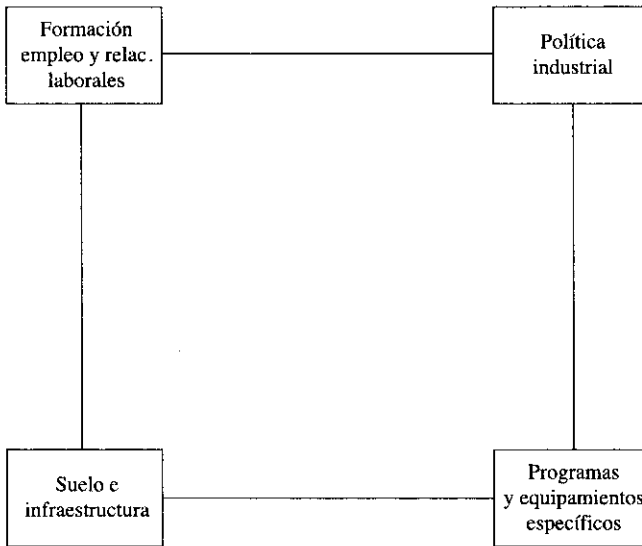 Formación
empleo y relac.
laborales
Política
industrial
Suelo e
infraestructura
Programas
y equipamientos
específicos